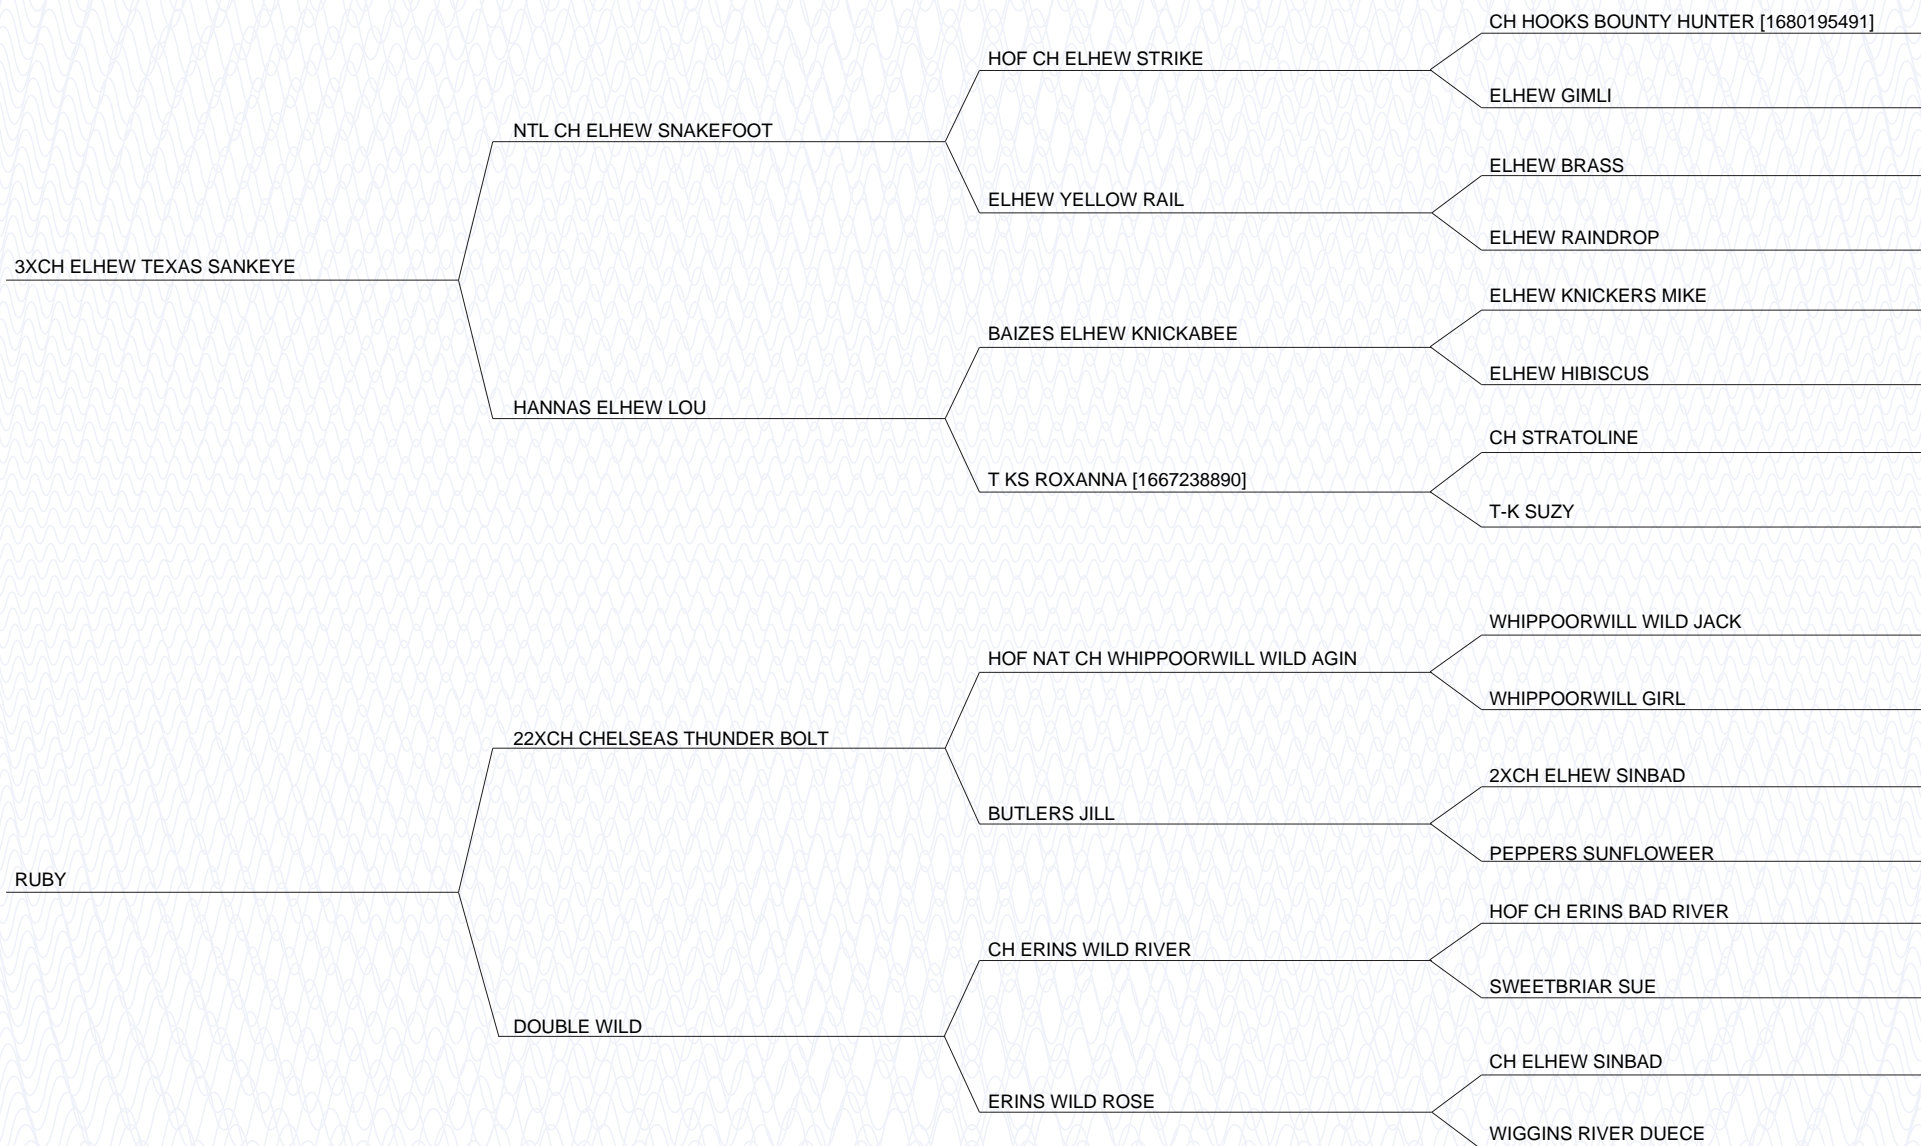 CH HOOKS BOUNTY HUNTER [1680195491]
HOF CH ELHEW STRIKE
ELHEW GIMLI
NTL CH ELHEW SNAKEFOOT
ELHEW BRASS
ELHEW YELLOW RAIL
ELHEW RAINDROP
3XCH ELHEW TEXAS SANKEYE
ELHEW KNICKERS MIKE
BAIZES ELHEW KNICKABEE
ELHEW HIBISCUS
HANNAS ELHEW LOU
CH STRATOLINE
T KS ROXANNA [1667238890]
T-K SUZY
WHIPPOORWILL WILD JACK
HOF NAT CH WHIPPOORWILL WILD AGIN
WHIPPOORWILL GIRL
22XCH CHELSEAS THUNDER BOLT
2XCH ELHEW SINBAD
BUTLERS JILL
PEPPERS SUNFLOWEER
RUBY
HOF CH ERINS BAD RIVER
CH ERINS WILD RIVER
SWEETBRIAR SUE
DOUBLE WILD
CH ELHEW SINBAD
ERINS WILD ROSE
WIGGINS RIVER DUECE